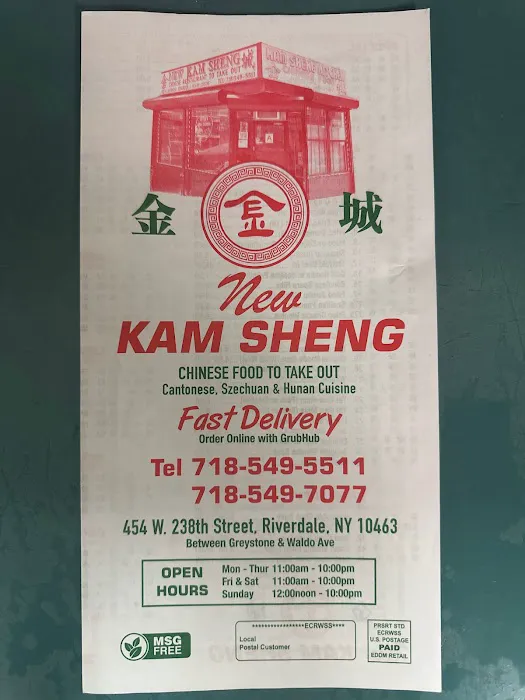 NEW KAM SHENG
金 金 城
New
KAM SHENG
CHINESE FOOD TO TAKE OUT
Cantonese, Szechuan & Hunan Cuisine
Fast Delivery
Order Online with GrubHub
Tel 718-549-5511
718-549-7077
454 W. 238th Street, Riverdale, NY 10463
Between Greystone & Waldo Ave
OPEN HOURS
Mon - Thur 11:00am - 10:00pm
Fri & Sat 11:00am - 10:00pm
Sunday 12:00noon - 10:00pm
MSG
FREE
*****************ECRWSS****
Local
Postal Customer
PRSRT STD
ECRWSS
U.S. POSTAGE
PAID
EDDM RETAIL